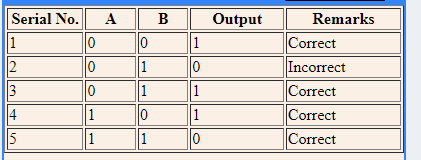 Serial No. A B Output Remarks
1 0 0 1 Correct
2 0 1 0 Incorrect
3 0 1 1 Correct
4 1 0 1 Correct
5 1 1 0 Correct